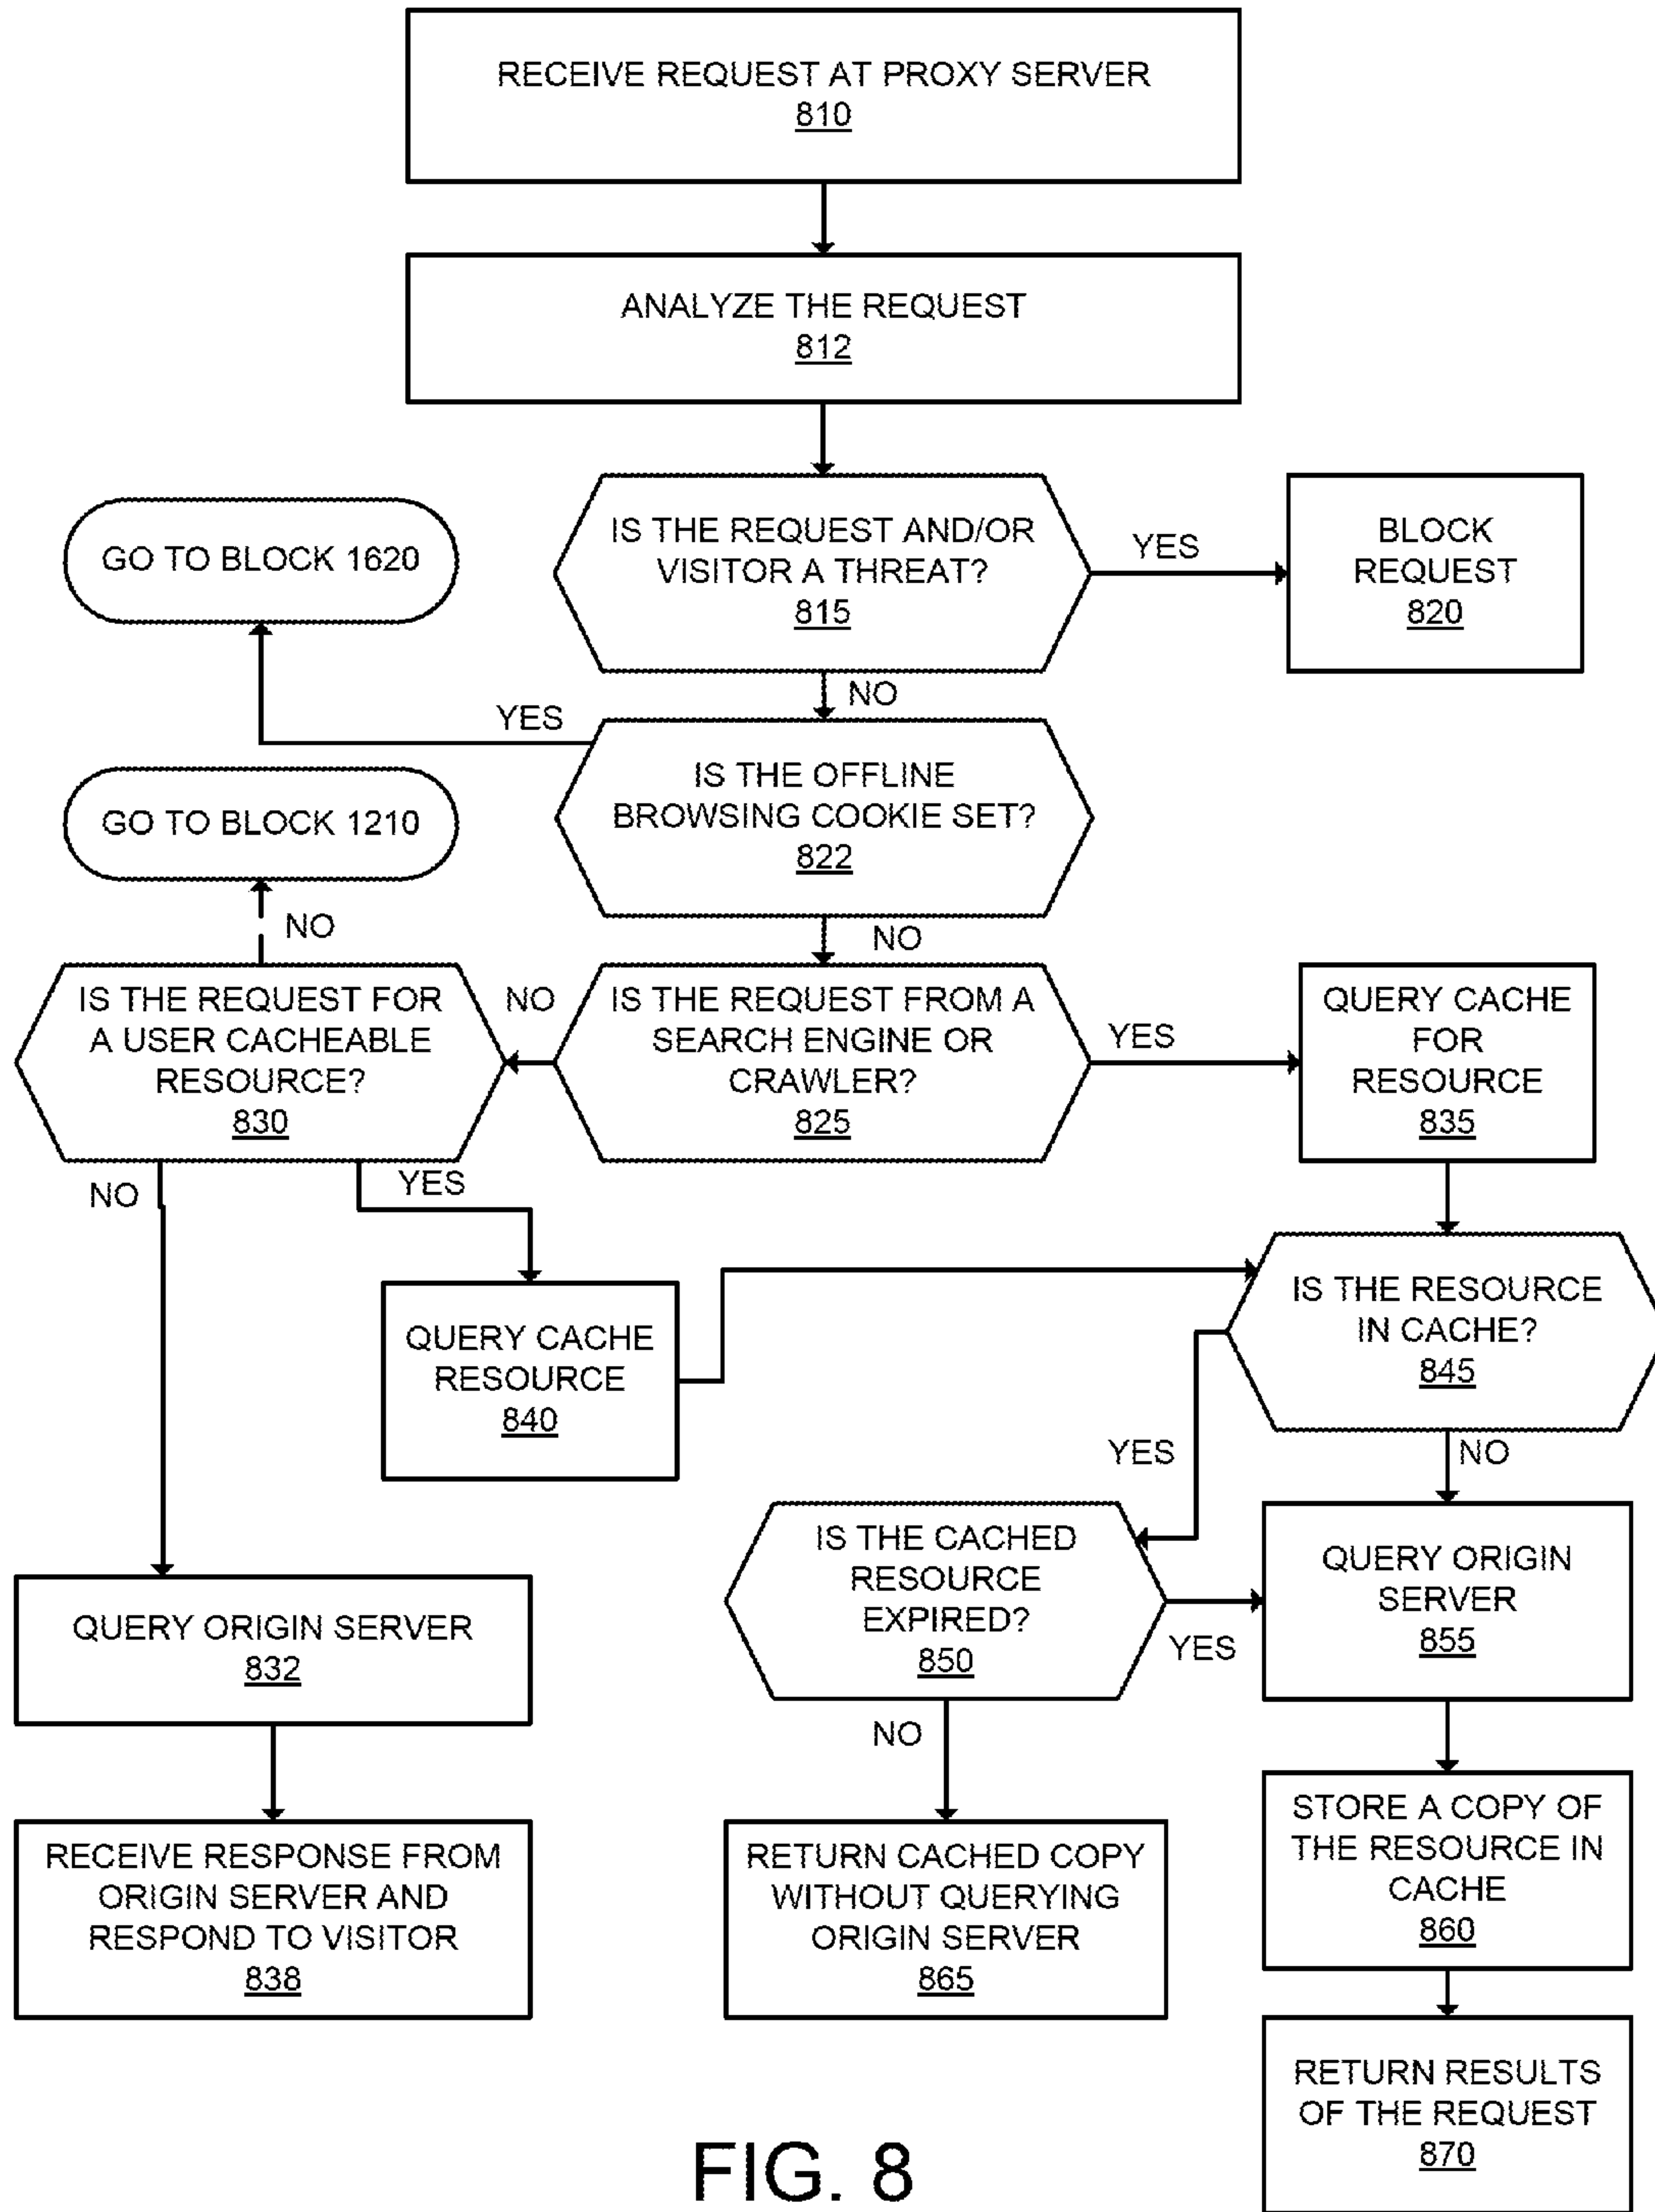 RECEIVE REQUEST AT PROXY SERVER
810
ANALYZE THE REQUEST
812
IS THE REQUEST AND/OR
VISITOR A THREAT?
815
YES
BLOCK
REQUEST
820
GO TO BLOCK 1620
NO
YES
IS THE OFFLINE
BROWSING COOKIE SET?
822
GO TO BLOCK 1210
NO
NO
IS THE REQUEST FOR
A USER CACHEABLE
RESOURCE?
830
NO
IS THE REQUEST FROM A
SEARCH ENGINE OR
CRAWLER?
825
YES
QUERY CACHE
FOR
RESOURCE
835
NO
YES
QUERY CACHE
RESOURCE
840
IS THE RESOURCE
IN CACHE?
845
YES
NO
IS THE CACHED
RESOURCE
EXPIRED?
850
YES
QUERY ORIGIN
SERVER
855
QUERY ORIGIN SERVER
832
NO
RECEIVE RESPONSE FROM
ORIGIN SERVER AND
RESPOND TO VISITOR
838
RETURN CACHED COPY
WITHOUT QUERYING
ORIGIN SERVER
865
STORE A COPY OF
THE RESOURCE IN
CACHE
860
RETURN RESULTS
OF THE REQUEST
870
FIG. 8